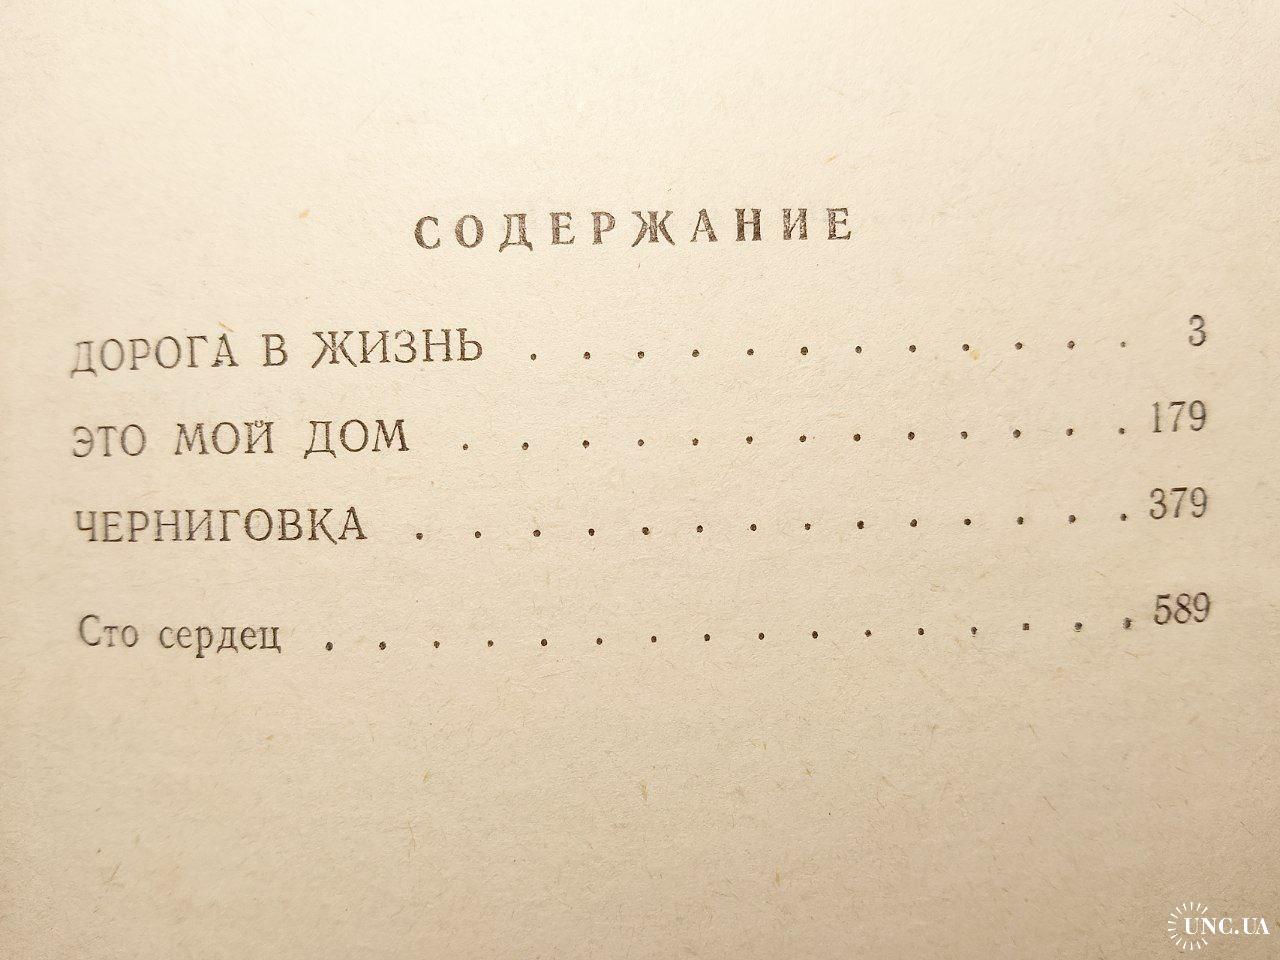 СОДЕРЖАНИЕ
ДОРОГА В ЖИЗНЬ . . . . . . . . . . . . 3
ЭТО МОЙ ДОМ . . . . . . . . . . . . 179
ЧЕРНИГОВКА . . . . . . . . . . . . . . 379
Сто сердец . . . . . . . . . . . . . . . . 589
UNC.UA